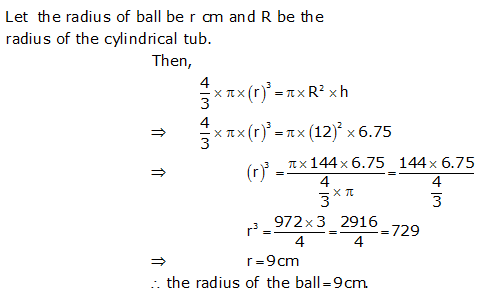 Let the radius of ball be r cm and R be the
radius of the cylindrical tub.
Then,
4/3 × π × (r)³ = π × R² × h
⇒ 4/3 × π × (r)³ = π × (12)² × 6.75
⇒ (r)³ = (π × 144 × 6.75)/(4/3 × π) = (144 × 6.75)/(4/3)
r³ = (972 × 3)/4 = 2916/4 = 729
⇒ r = 9 cm
∴ the radius of the ball = 9cm.